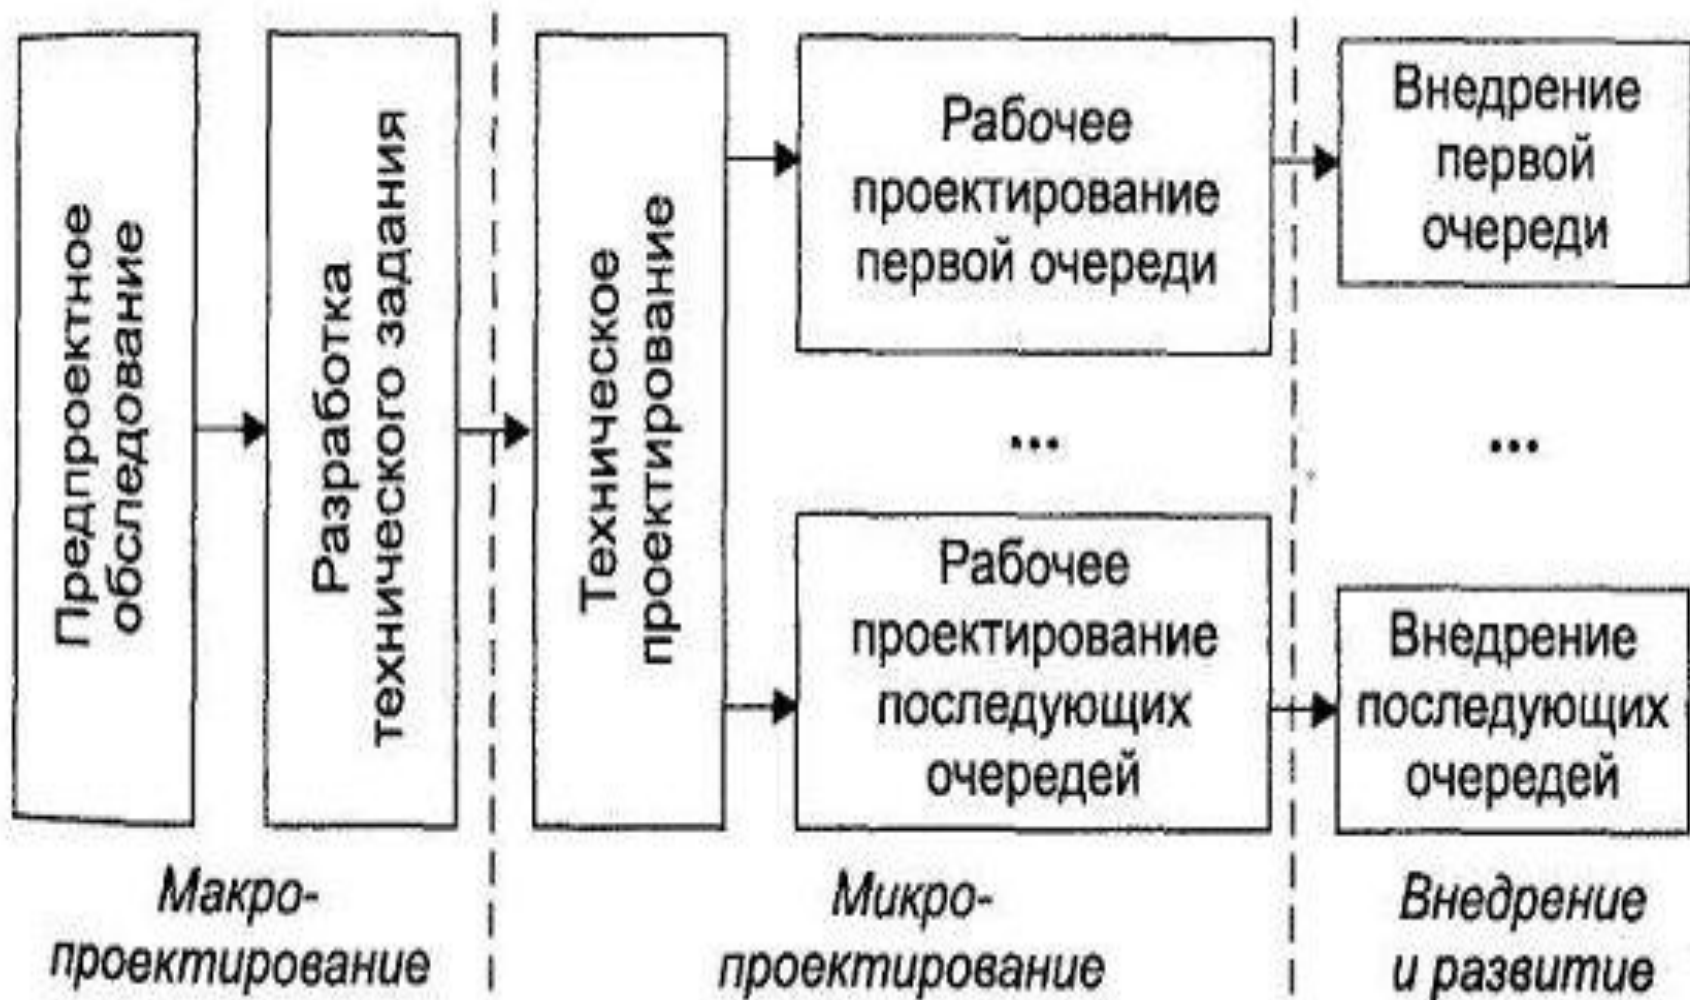 Предпроектное
обследование
Разработка
технического задания
Техническое
проектирование
Рабочее
проектирование
первой очереди
Внедрение
первой
очереди
...
...
Рабочее
проектирование
последующих
очередей
Внедрение
последующих
очередей
Макро-
проектирование
Микро-
проектирование
Внедрение
и развитие